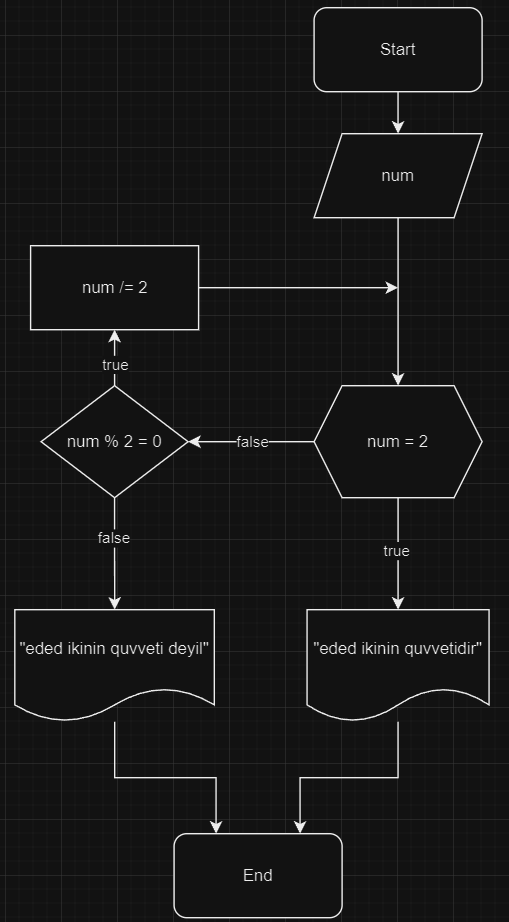 Start
num
num /= 2
true
num % 2 = 0
false
num = 2
false
true
"eded ikinin quvveti deyil"
"eded ikinin quvvetidir"
End